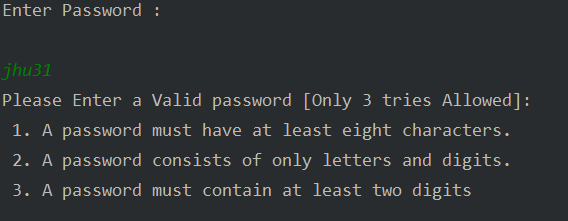 Enter Password :
jhu31
Please Enter a Valid password [Only 3 tries Allowed]:
1. A password must have at least eight characters.
2. A password consists of only letters and digits.
3. A password must contain at least two digits